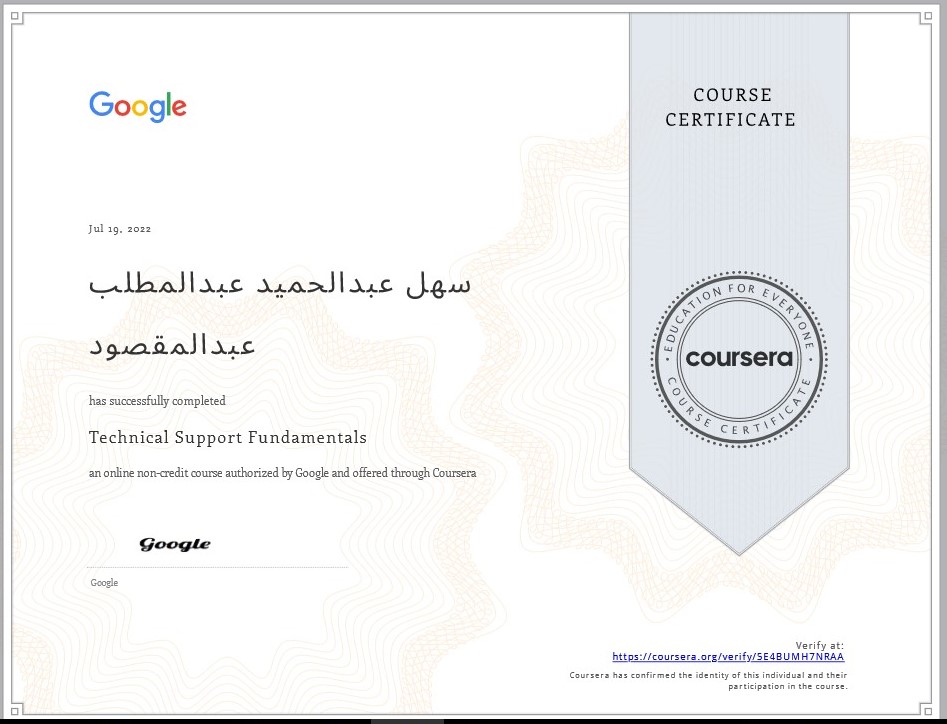 COURSE
CERTIFICATE
Google
Jul 19, 2022
سهل عبدالحميد عبدالمطلب
عبدالمقصود
has successfully completed
Technical Support Fundamentals
an online non-credit course authorized by Google and offered through Coursera
EDUCATION FOR EVERYONE
coursera
COURSE CERTIFICATE
Google
Google
Verify at:
https://coursera.org/verify/SE4BUMH7NRAA
Coursera has confirmed the identity of this individual and their
participation in the course.